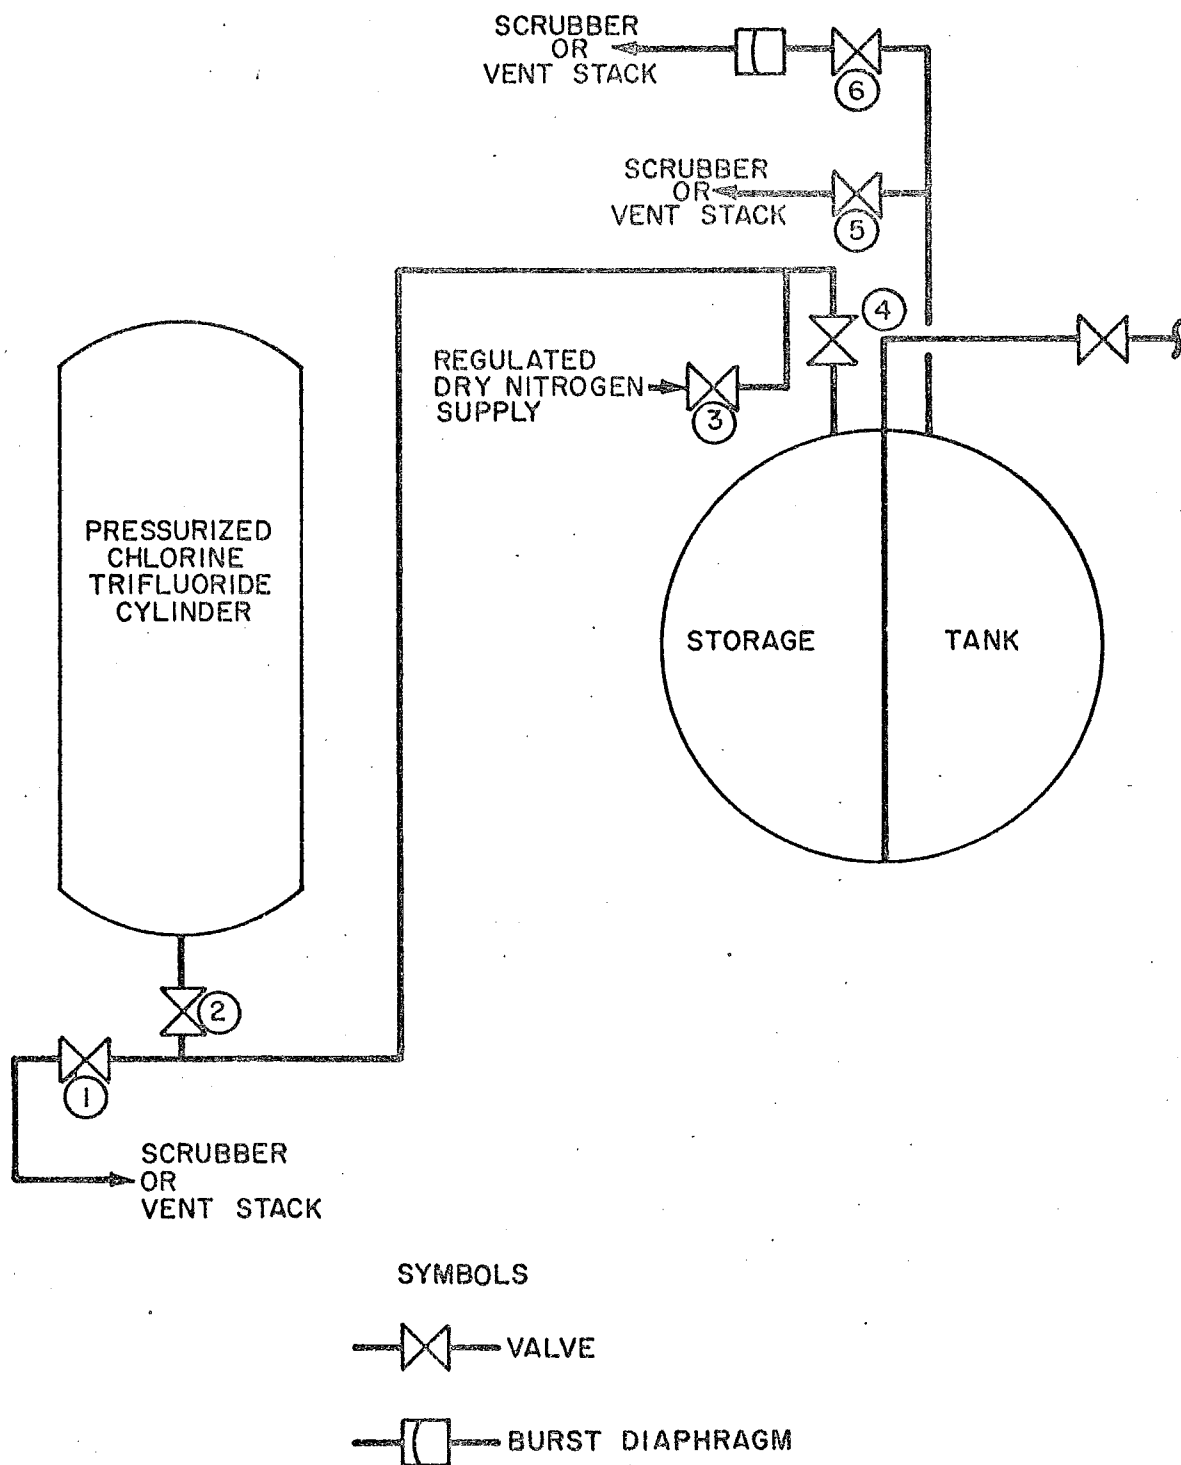 SCRUBBER
OR
VENT STACK
6
SCRUBBER
OR
VENT STACK
5
4
REGULATED
DRY NITROGEN
SUPPLY
3
PRESSURIZED
CHLORINE
TRIFLUORIDE
CYLINDER
STORAGE TANK
2
1
SCRUBBER
OR
VENT STACK
SYMBOLS
VALVE
BURST DIAPHRAGM